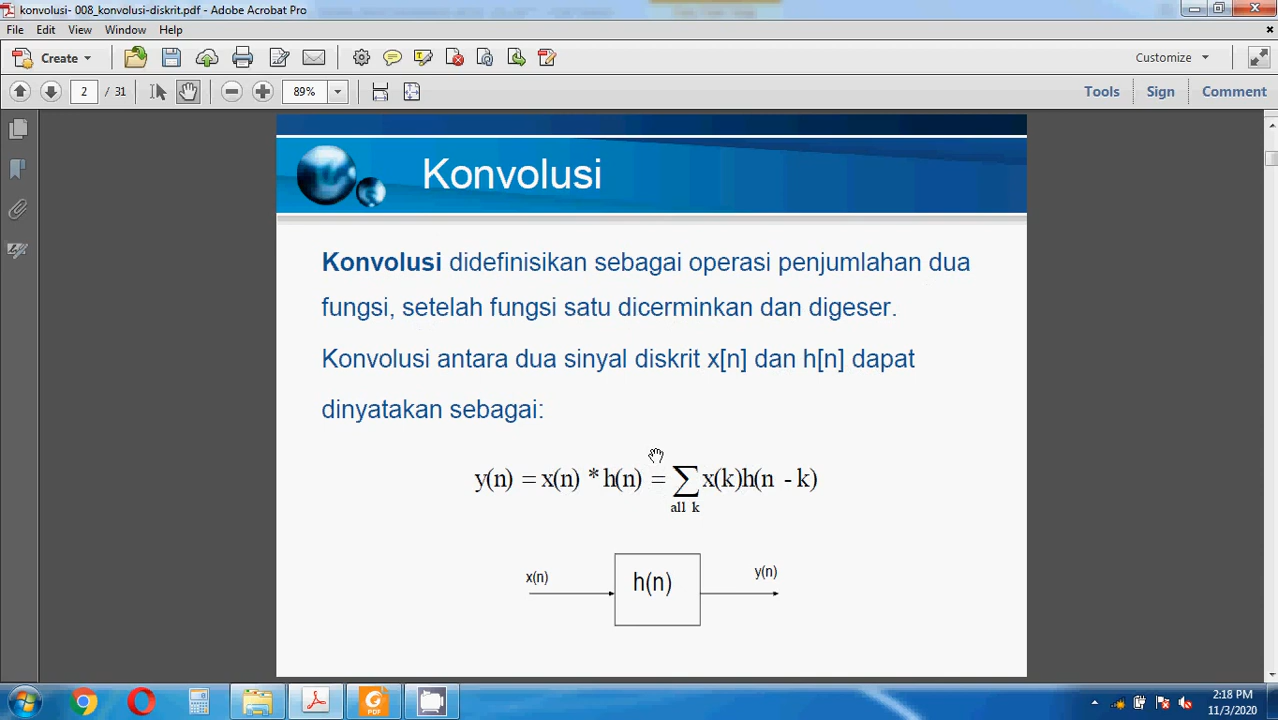 konvolusi- 008_konvolusi-diskrit.pdf - Adobe Acrobat Pro
File Edit View Window Help
Create Customize
2 / 31 89% Tools Sign Comment
Konvolusi
Konvolusi didefinisikan sebagai operasi penjumlahan dua
fungsi, setelah fungsi satu dicerminkan dan digeser.
Konvolusi antara dua sinyal diskrit x[n] dan h[n] dapat
dinyatakan sebagai:
y(n) = x(n) * h(n) = ∑ x(k)h(n - k)
all k
x(n) h(n) y(n)
PDF
2:18 PM
11/3/2020